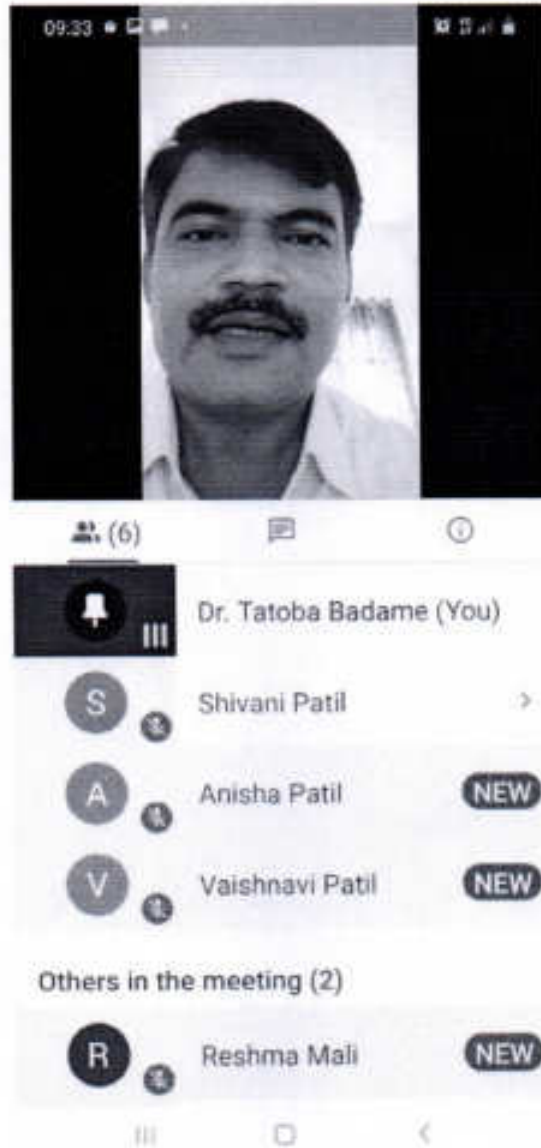 09:33
(6)
Dr. Tatoba Badame (You)
S Shivani Patil
A Anisha Patil NEW
V Vaishnavi Patil NEW
Others in the meeting (2)
R Reshma Mali NEW